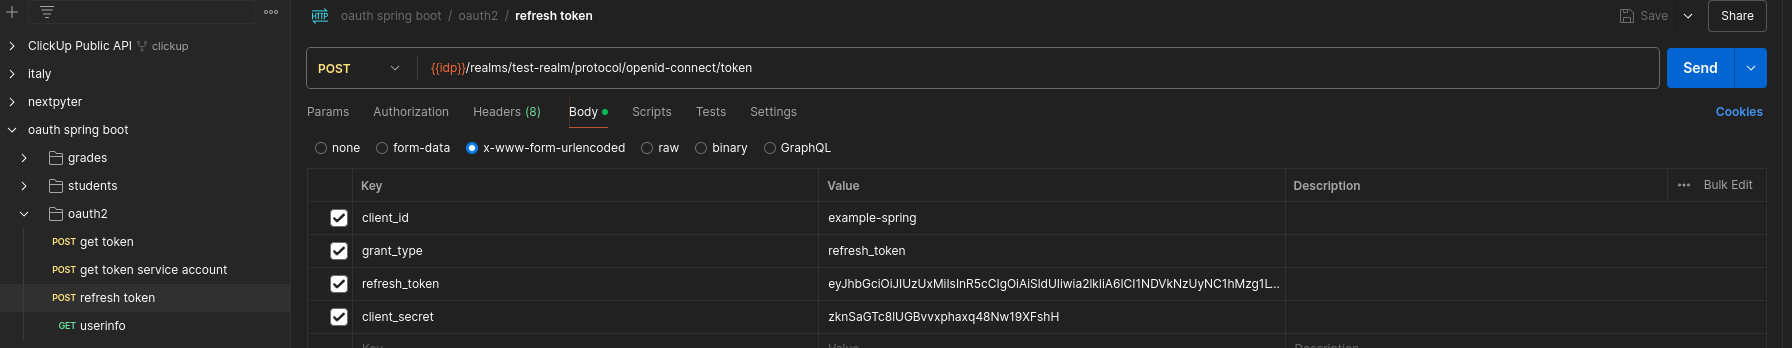 oauth spring boot / oauth2 / refresh token
Save
Share
ClickUp Public API clickup
italy
nextpyter
oauth spring boot
grades
students
oauth2
POST get token
POST get token service account
POST refresh token
GET userinfo
POST {{idp}}/realms/test-realm/protocol/openid-connect/token
Send
Params Authorization Headers (8) Body Scripts Tests Settings Cookies
none form-data x-www-form-urlencoded raw binary GraphQL
Key Value Description Bulk Edit
client_id example-spring
grant_type refresh_token
refresh_token
client_secret
Key Value Description